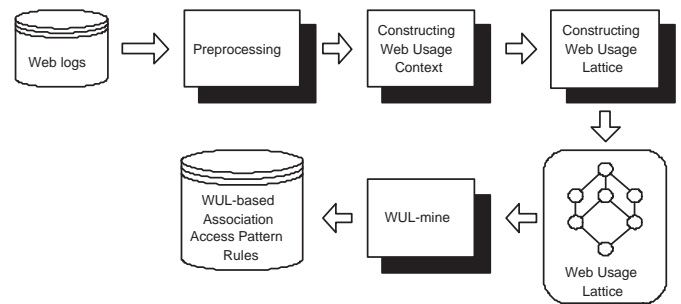 Web logs
Preprocessing
Constructing
Web Usage
Context
Constructing
Web Usage
Lattice
Web Usage
Lattice
WUL-mine
WUL-based
Association
Access Pattern
Rules